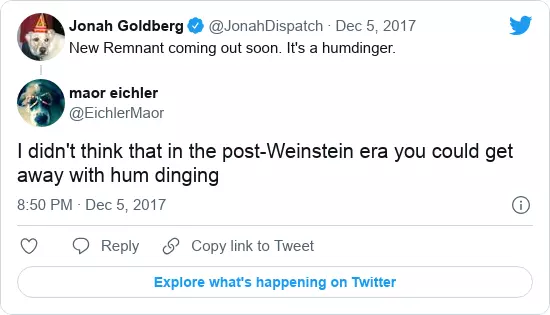 Jonah Goldberg @JonahDispatch · Dec 5, 2017
New Remnant coming out soon. It's a humdinger.
maor eichler
@EichlerMaor
I didn't think that in the post-Weinstein era you could get
away with hum dinging
8:50 PM · Dec 5, 2017
Reply Copy link to Tweet
Explore what's happening on Twitter